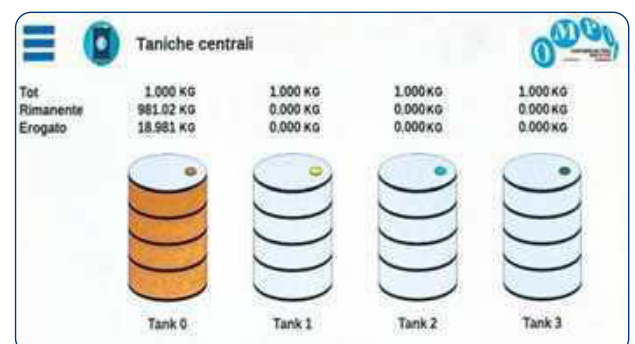 Taniche centrali
OMPI
Tot 1.000 KG 1.000 KG 1.000 KG 1.000 KG
Rimanente 981.02 KG 0.000 KG 0.000 KG 0.000 KG
Erogato 18.981 KG 0.000 KG 0.000 KG 0.000 KG
Tank 0 Tank 1 Tank 2 Tank 3